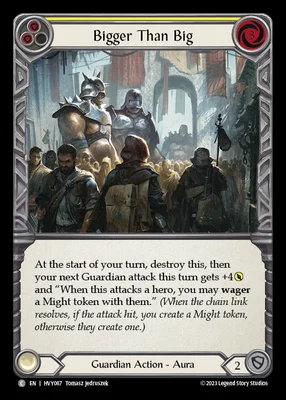 Bigger Than Big
At the start of your turn, destroy this, then
your next Guardian attack this turn gets +4
and "When this attacks a hero, you may wager
a Might token with them." (When the chain link
resolves, if the attack hit, you create a Might token,
otherwise they create one.)
Guardian Action - Aura
2
C EN | HVY087 Tomasz Jedruszek
©2023 Legend Story Studios